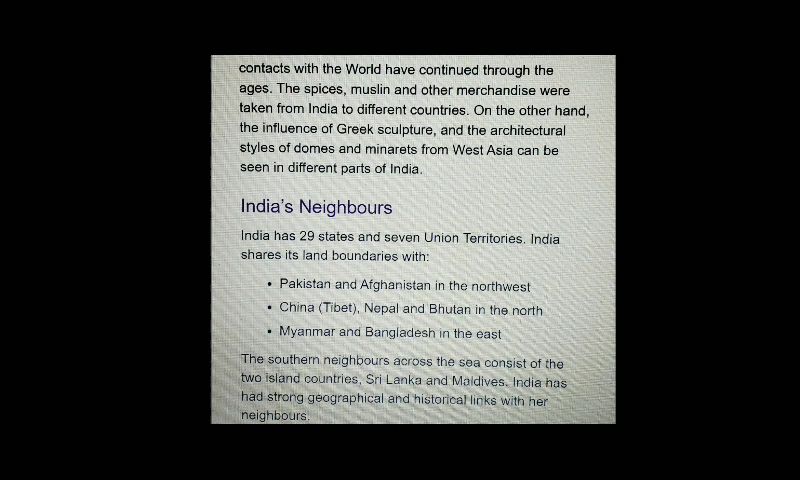 contacts with the World have continued through the
ages. The spices, muslin and other merchandise were
taken from India to different countries. On the other hand,
the influence of Greek sculpture, and the architectural
styles of domes and minarets from West Asia can be
seen in different parts of India.
India's Neighbours
India has 29 states and seven Union Territories. India
shares its land boundaries with:
• Pakistan and Afghanistan in the northwest
• China (Tibet), Nepal and Bhutan in the north
• Myanmar and Bangladesh in the east
The southern neighbours across the sea consist of the
two island countries, Sri Lanka and Maldives. India has
had strong geographical and historical links with her
neighbours.